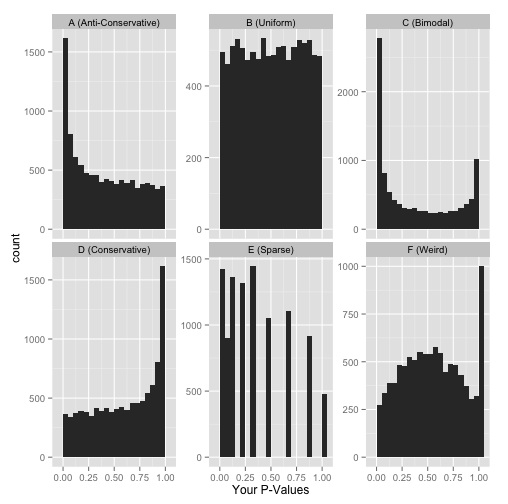 A (Anti-Conservative)
B (Uniform)
C (Bimodal)
1500
1000
500
0
400
200
0
2000
1000
0
count
D (Conservative)
E (Sparse)
F (Weird)
1500
1000
500
0
1500
1000
500
0
1000
750
500
250
0
0.00 0.25 0.50 0.75 1.00
0.00 0.25 0.50 0.75 1.00
0.00 0.25 0.50 0.75 1.00
Your P-Values